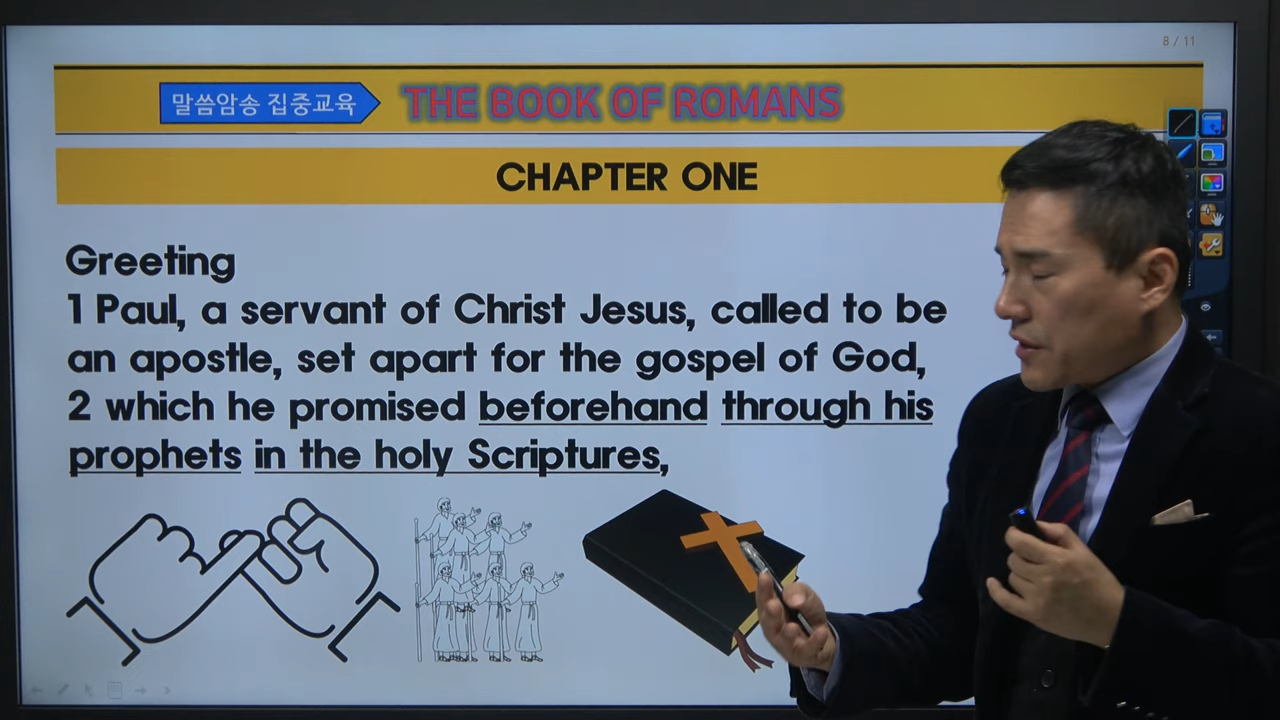 8 / 11
말씀암송 집중교육 THE BOOK OF ROMANS
CHAPTER ONE
Greeting
1 Paul, a servant of Christ Jesus, called to be
an apostle, set apart for the gospel of God,
2 which he promised beforehand through his
prophets in the holy Scriptures,